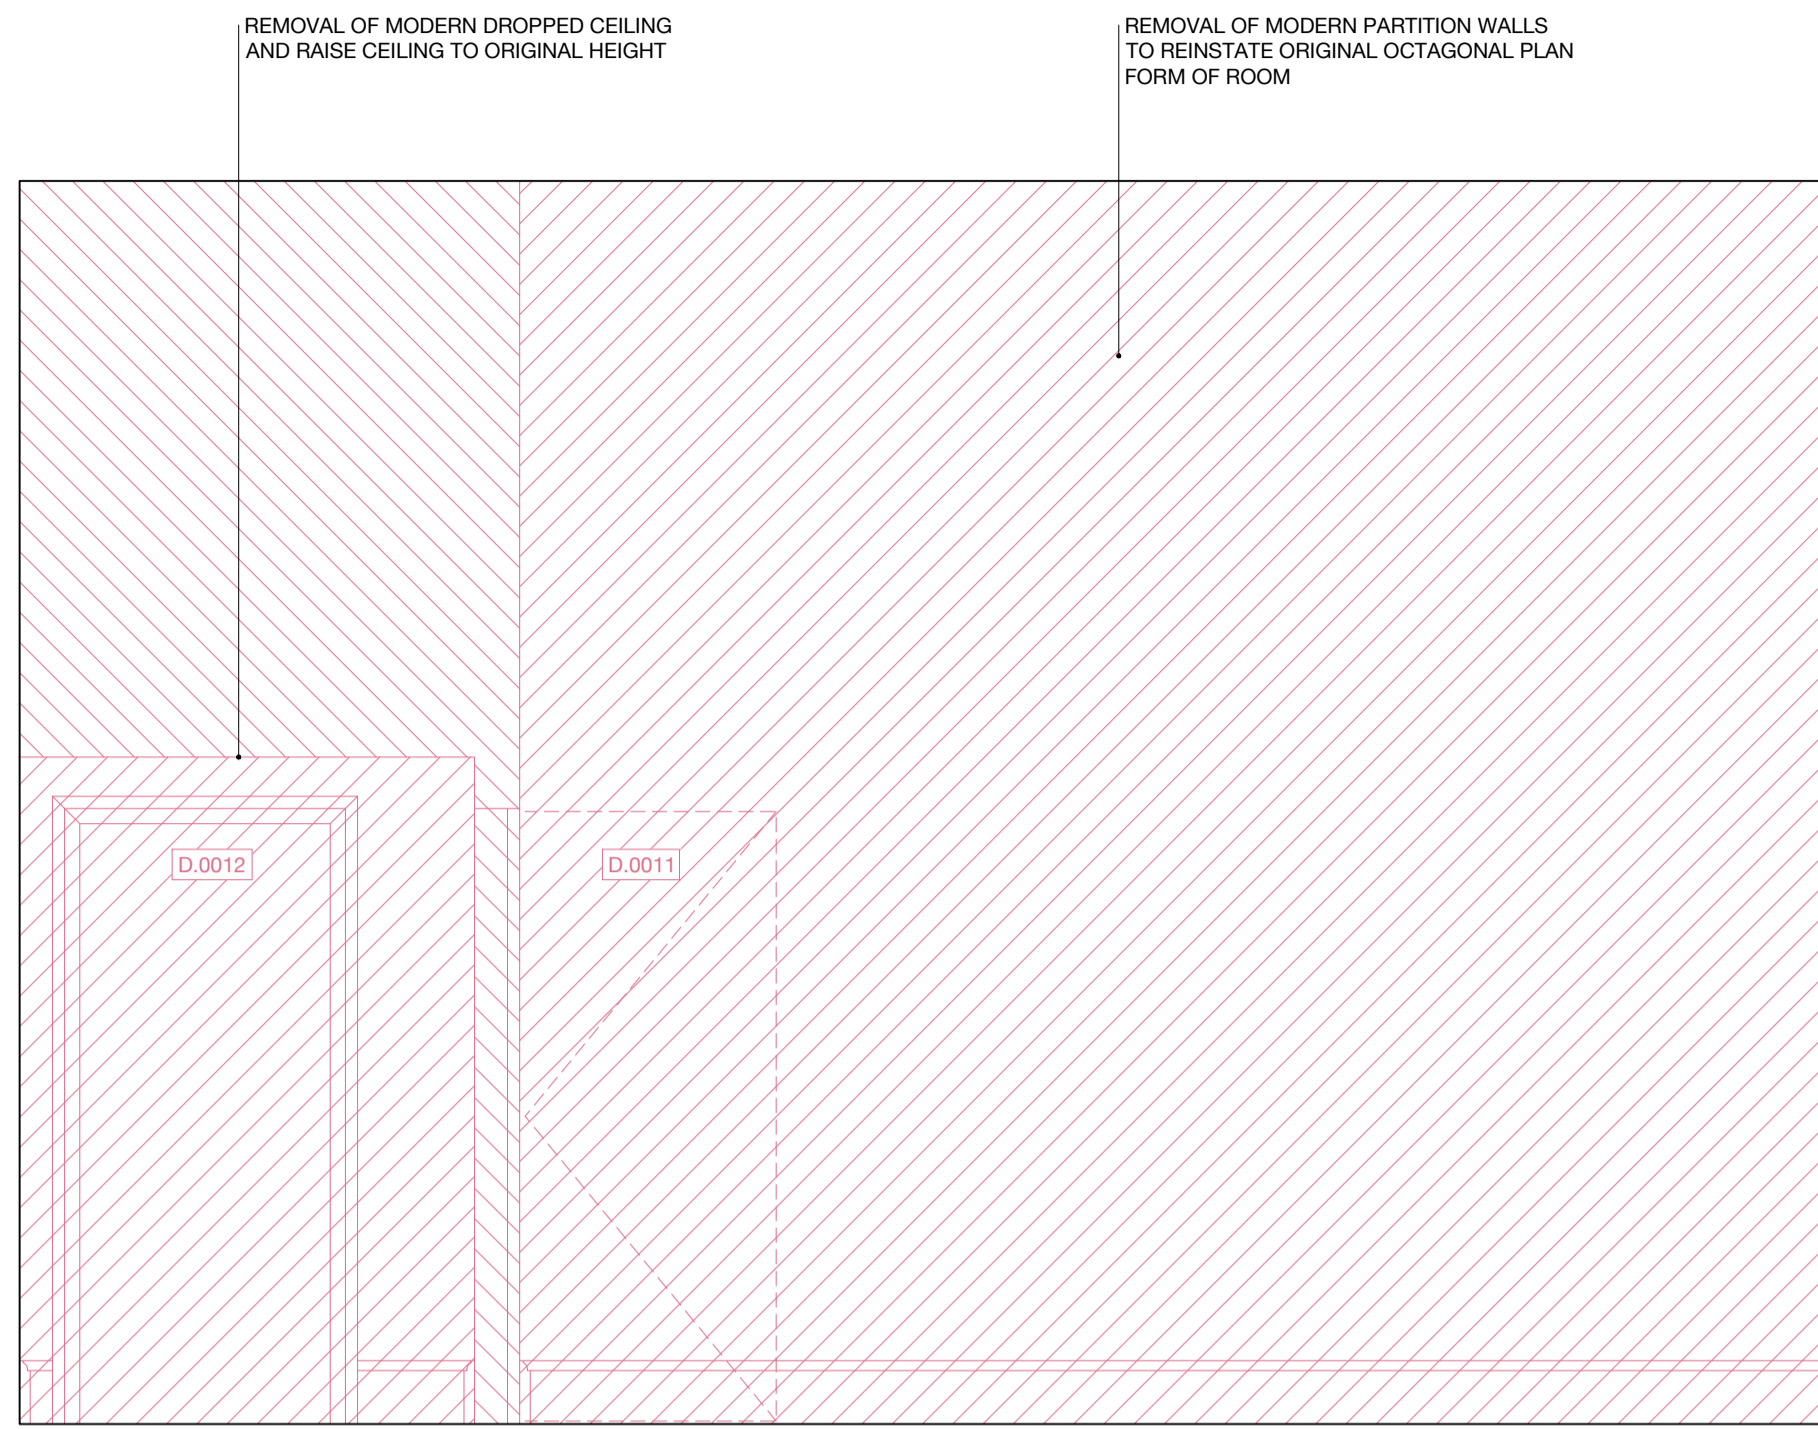 REMOVAL OF MODERN DROPPED CEILING
AND RAISE CEILING TO ORIGINAL HEIGHT
REMOVAL OF MODERN PARTITION WALLS
TO REINSTATE ORIGINAL OCTAGONAL PLAN
FORM OF ROOM
D.0012
D.0011